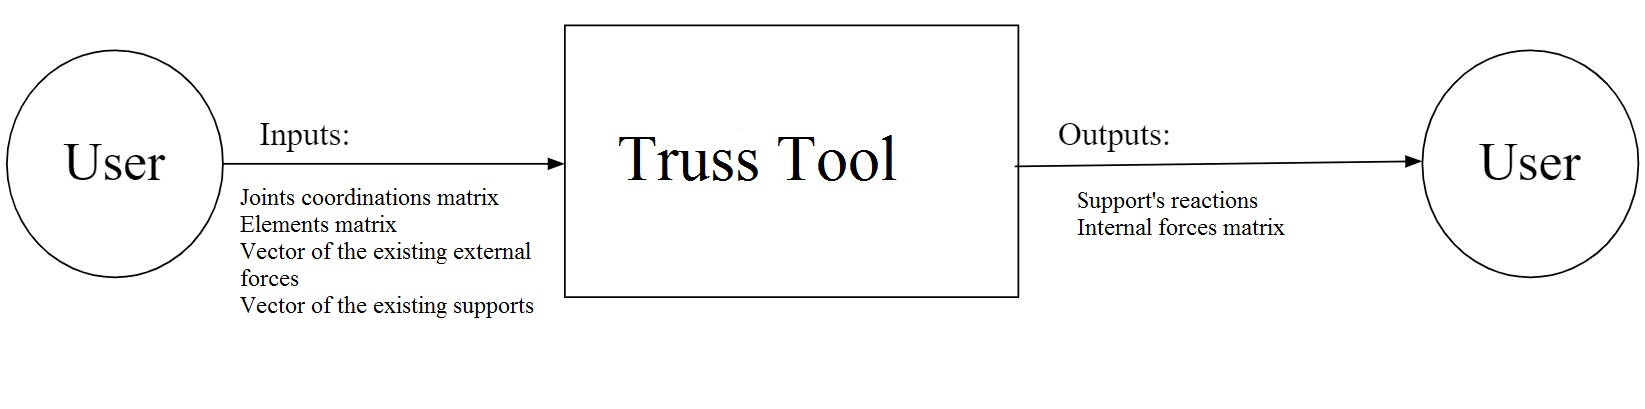 User
Inputs:
Joints coordinations matrix
Elements matrix
Vector of the existing external
forces
Vector of the existing supports
Truss Tool
Outputs:
Support's reactions
Internal forces matrix
User